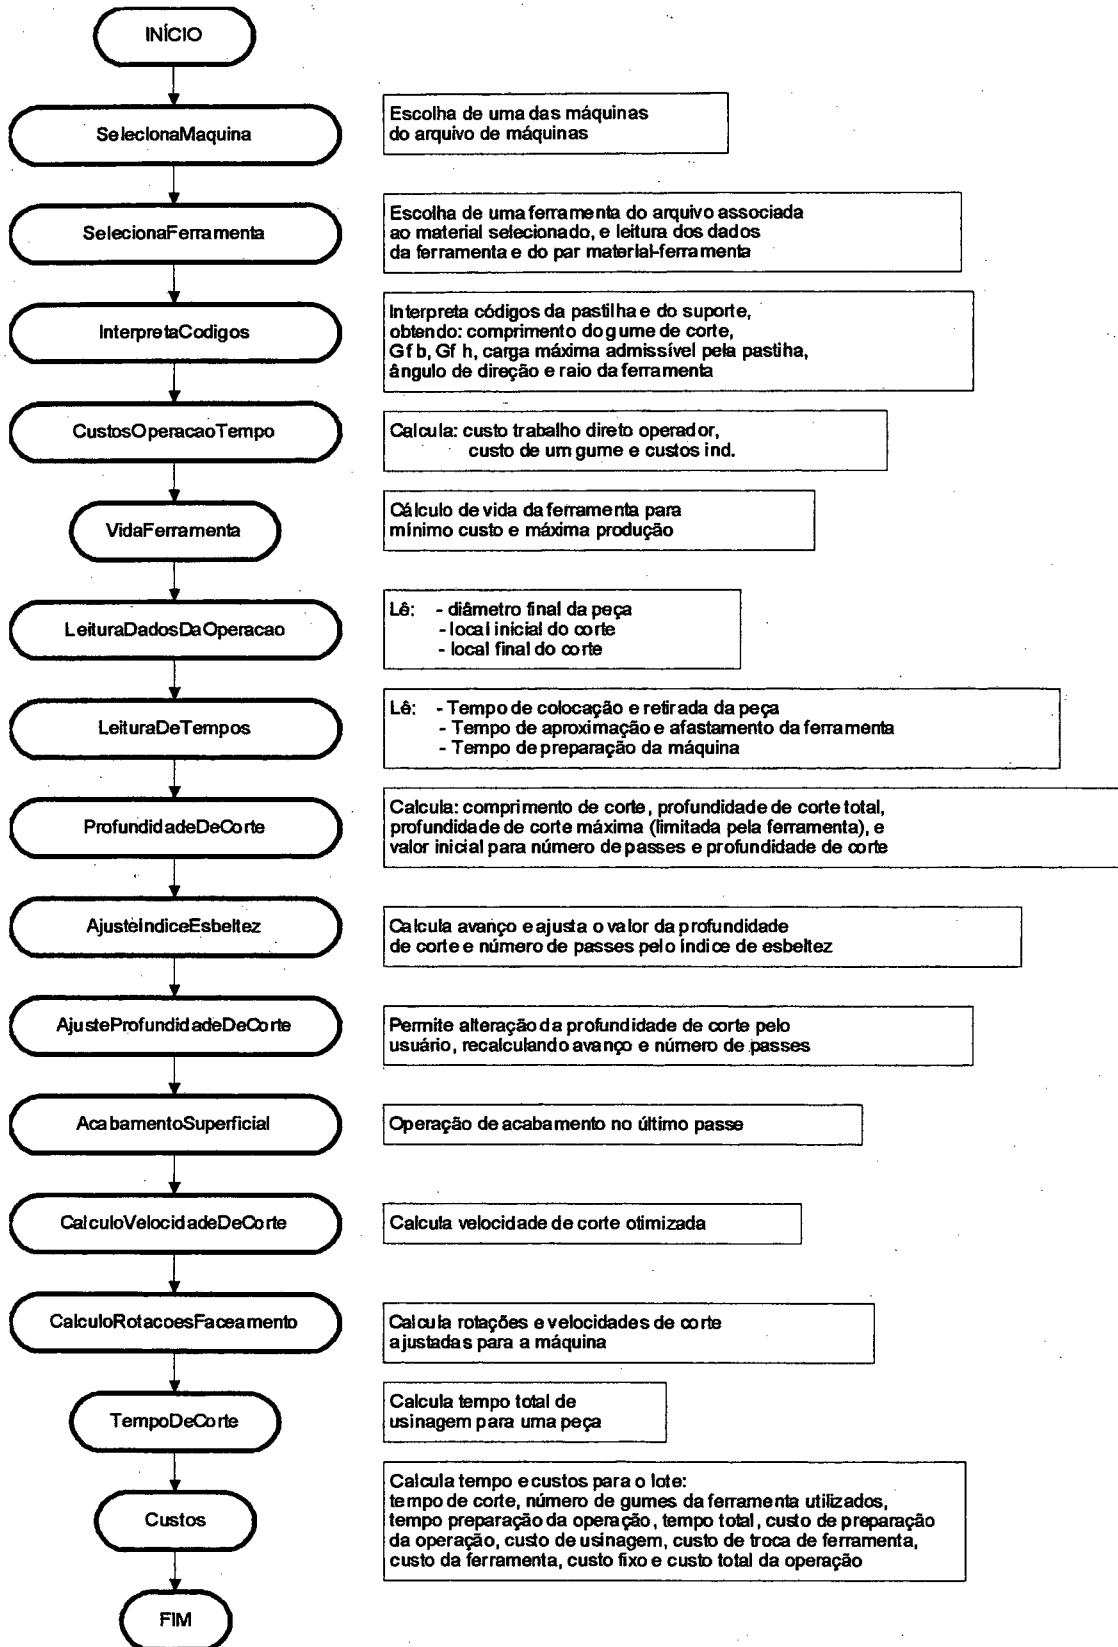 INÍCIO
SelecionaMaquina
Escolha de uma das máquinas
do arquivo de máquinas
SelecionaFerramenta
Escolha de uma ferramenta do arquivo associada
ao material selecionado, e leitura dos dados
da ferramenta e do par material-ferramenta
InterpretaCodigos
Interpreta códigos da pastilha e do suporte,
obtendo: comprimento do gume de corte,
Gf b, Gf h, carga máxima admissível pela pastiha,
ângulo de direção e raio da ferramenta
CustosOperacaoTempo
Calcula: custo trabalho direto operador,
custo de um gume e custos ind.
VidaFerramenta
Cálculo de vida da ferramenta para
mínimo custo e máxima produção
LeituraDadosDaOperacao
Lê: - diâmetro final da peça
- local inicial do corte
- local final do corte
LeituraDeTempos
Lê: - Tempo de colocação e retirada da peça
- Tempo de aproximação e afastamento da ferramenta
- Tempo de preparação da máquina
ProfundidadeDeCorte
Calcula: comprimento de corte, profundidade de corte total,
profundidade de corte máxima (limitada pela ferramenta), e
valor inicial para número de passes e profundidade de corte
AjusteIndiceEsbeltez
Calcula avanço e ajusta o valor da profundidade
de corte e número de passes pelo índice de esbeltez
AjusteProfundidadeDeCorte
Permite alteração da profundidade de corte pelo
usuário, recalculando avanço e número de passes
AcabamentoSuperficial
Operação de acabamento no último passe
CalculoVelocidadeDeCorte
Calcula velocidade de corte otimizada
CalculoRotacoesFaceamento
Calcula rotações e velocidades de corte
ajustadas para a máquina
TempoDeCorte
Calcula tempo total de
usinagem para uma peça
Custos
Calcula tempo e custos para o lote:
tempo de corte, número de gumes da ferramenta utilizados,
tempo preparação da operação, tempo total, custo de preparação
da operação, custo de usinagem, custo de troca de ferramenta,
custo da ferramenta, custo fixo e custo total da operação
FIM